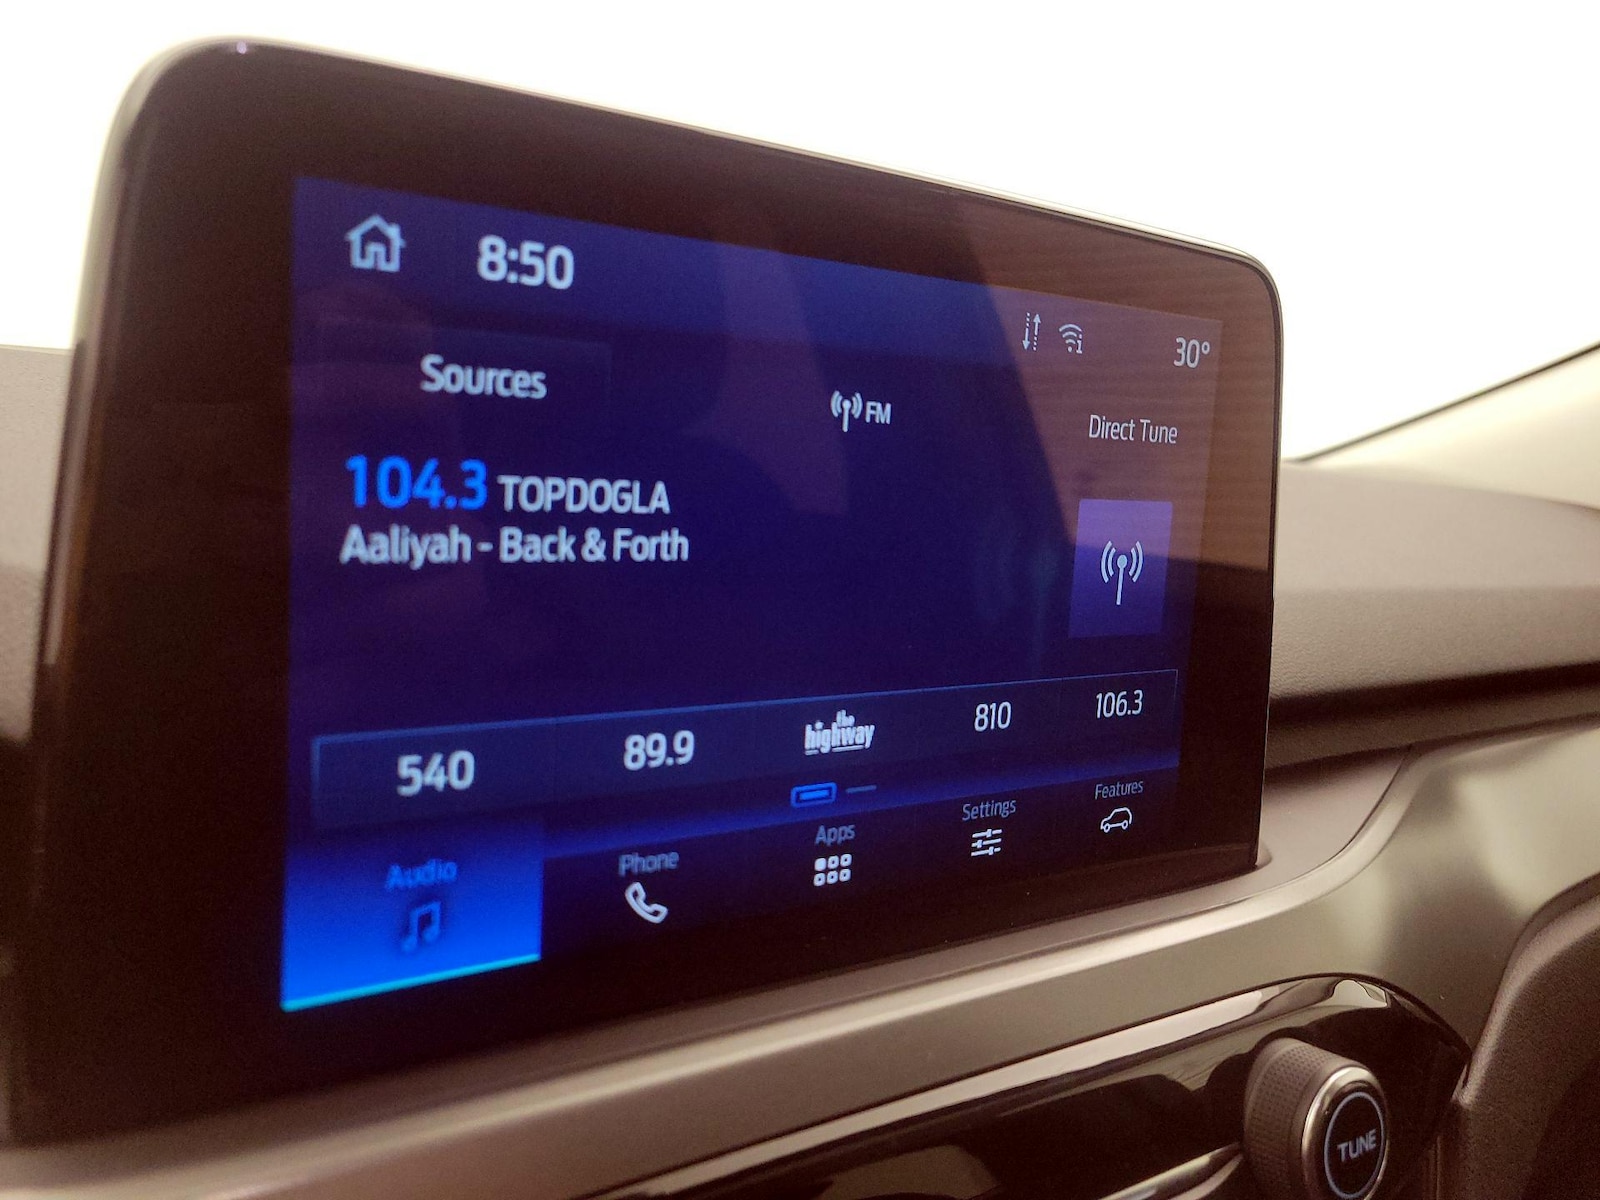 8:50
30°
Sources
FM
Direct Tune
104.3 TOPDOGLA
Aaliyah - Back & Forth
540
89.9
the
highway
810
106.3
Audio
Phone
Apps
Settings
Features
TUNE